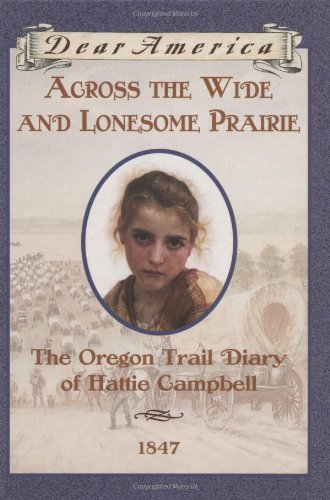 Dear America
ACROSS THE WIDE
AND LONESOME PRAIRIE
The Oregon Trail Diary
of Hattie Campbell
1847